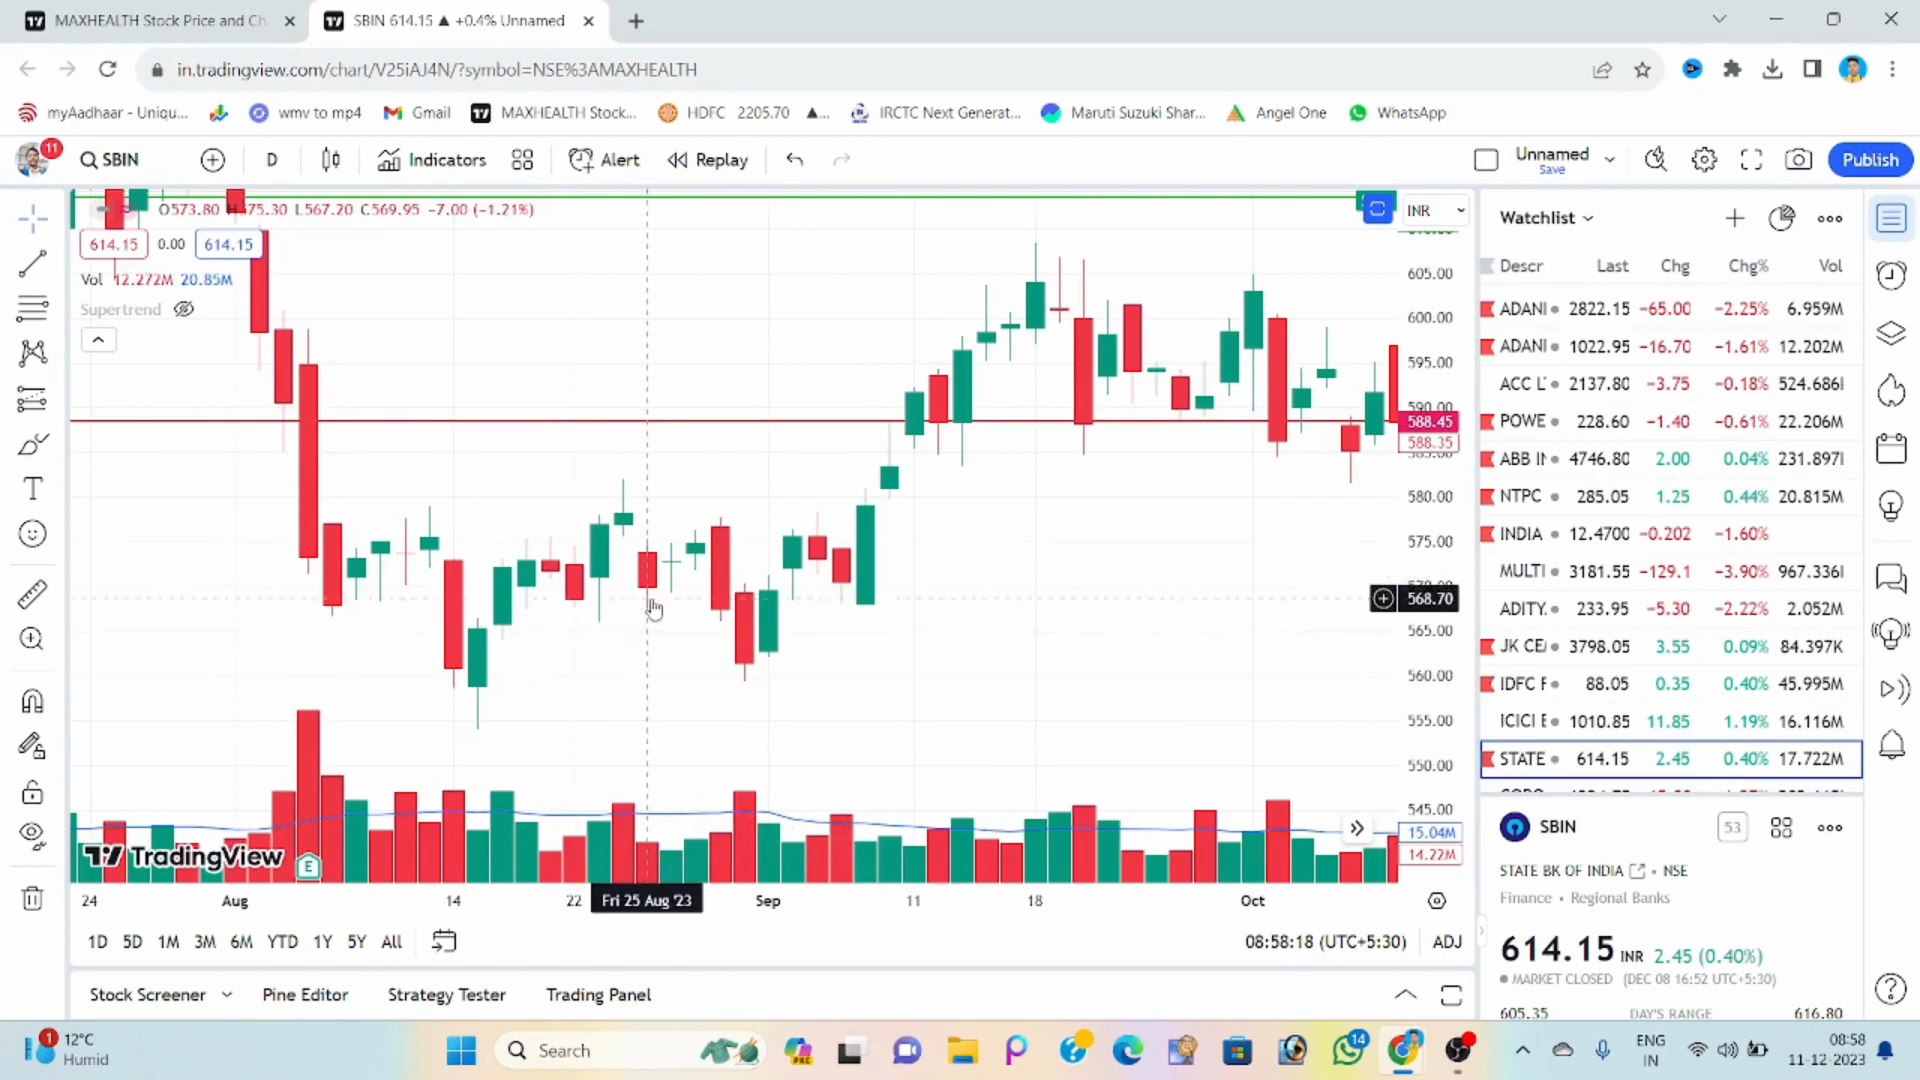 MAXHEALTH Stock Price and Ch
SBIN 614.15 ▲ +0.4% Unnamed
in.tradingview.com/chart/V25iAJ4N/?symbol=NSE%3AMAXHEALTH
myAadhaar - Uniqu...
wmv to mp4
Gmail
MAXHEALTH Stock...
HDFC 2205.70 ▲...
IRCTC Next Generat...
Maruti Suzuki Shar...
Angel One
WhatsApp
11
SBIN
D
Indicators
Alert
Replay
Unnamed
Save
Publish
O573.80 H575.30 L567.20 C569.95 −7.00 (−1.21%)
614.15 0.00 614.15
Vol 12.272M 20.85M
Supertrend
INR
605.00
600.00
595.00
590.00
588.45
588.35
580.00
575.00
568.70
565.00
560.00
555.00
550.00
545.00
15.04M
14.22M
TradingView
E
24 Aug 14 22 Fri 25 Aug '23 Sep 11 18 Oct
1D 5D 1M 3M 6M YTD 1Y 5Y All
08:58:18 (UTC+5:30) ADJ
Stock Screener Pine Editor Strategy Tester Trading Panel
Watchlist
Descr Last Chg Chg% Vol
ADANI 2822.15 −65.00 −2.25% 6.959M
ADANI 1022.95 −16.70 −1.61% 12.202M
ACC L 2137.80 −3.75 −0.18% 524.686
POWE 228.60 −1.40 −0.61% 22.206M
ABB IN 4746.80 2.00 0.04% 231.897
NTPC 285.05 1.25 0.44% 20.815M
INDIA 12.4700 −0.202 −1.60%
MULTI 3181.55 −129.1 −3.90% 967.336
ADITY. 233.95 −5.30 −2.22% 2.052M
JK CE 3798.05 3.55 0.09% 84.397K
IDFC F 88.05 0.35 0.40% 45.995M
ICICI E 1010.85 11.85 1.19% 16.116M
STATE 614.15 2.45 0.40% 17.722M
SBIN
53
STATE BK OF INDIA • NSE
Finance • Regional Banks
614.15 INR 2.45 (0.40%)
MARKET CLOSED (DEC 08 16:52 UTC+5:30)
605.35 DAY'S RANGE 616.80
1
12°C
Humid
Search
PRE
14
ENG
IN
08:58
11-12-2023